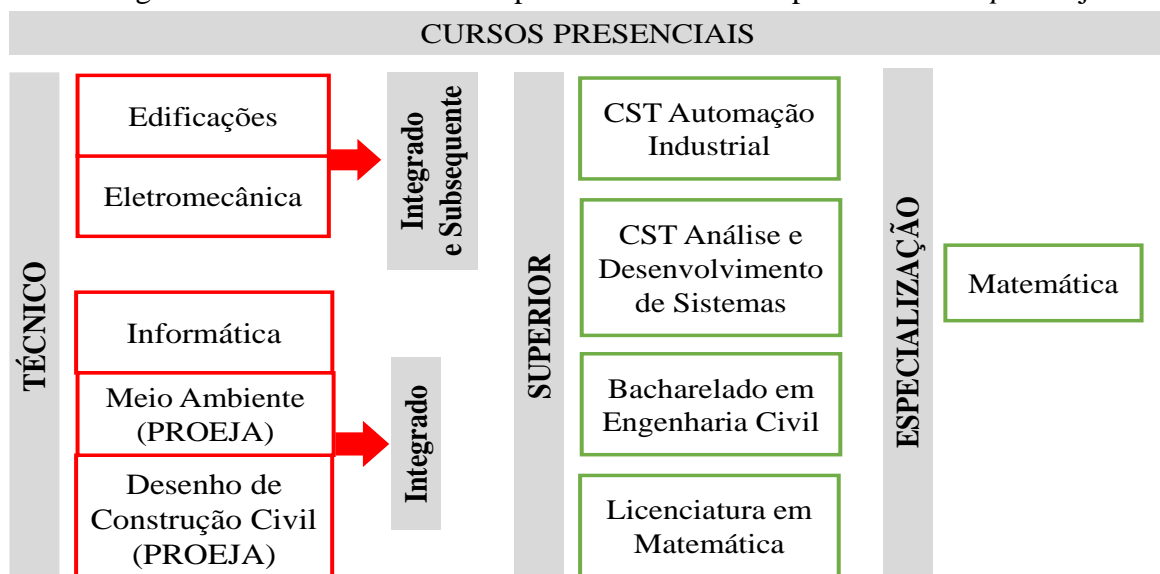 CURSOS PRESENCIAIS
TÉCNICO
Edificações
Eletromecânica
Integrado
e Subsequente
Informática
Meio Ambiente
(PROEJA)
Desenho de
Construção Civil
(PROEJA)
Integrado
SUPERIOR
CST Automação
Industrial
CST Análise e
Desenvolvimento
de Sistemas
Bacharelado em
Engenharia Civil
Licenciatura em
Matemática
ESPECIALIZAÇÃO
Matemática